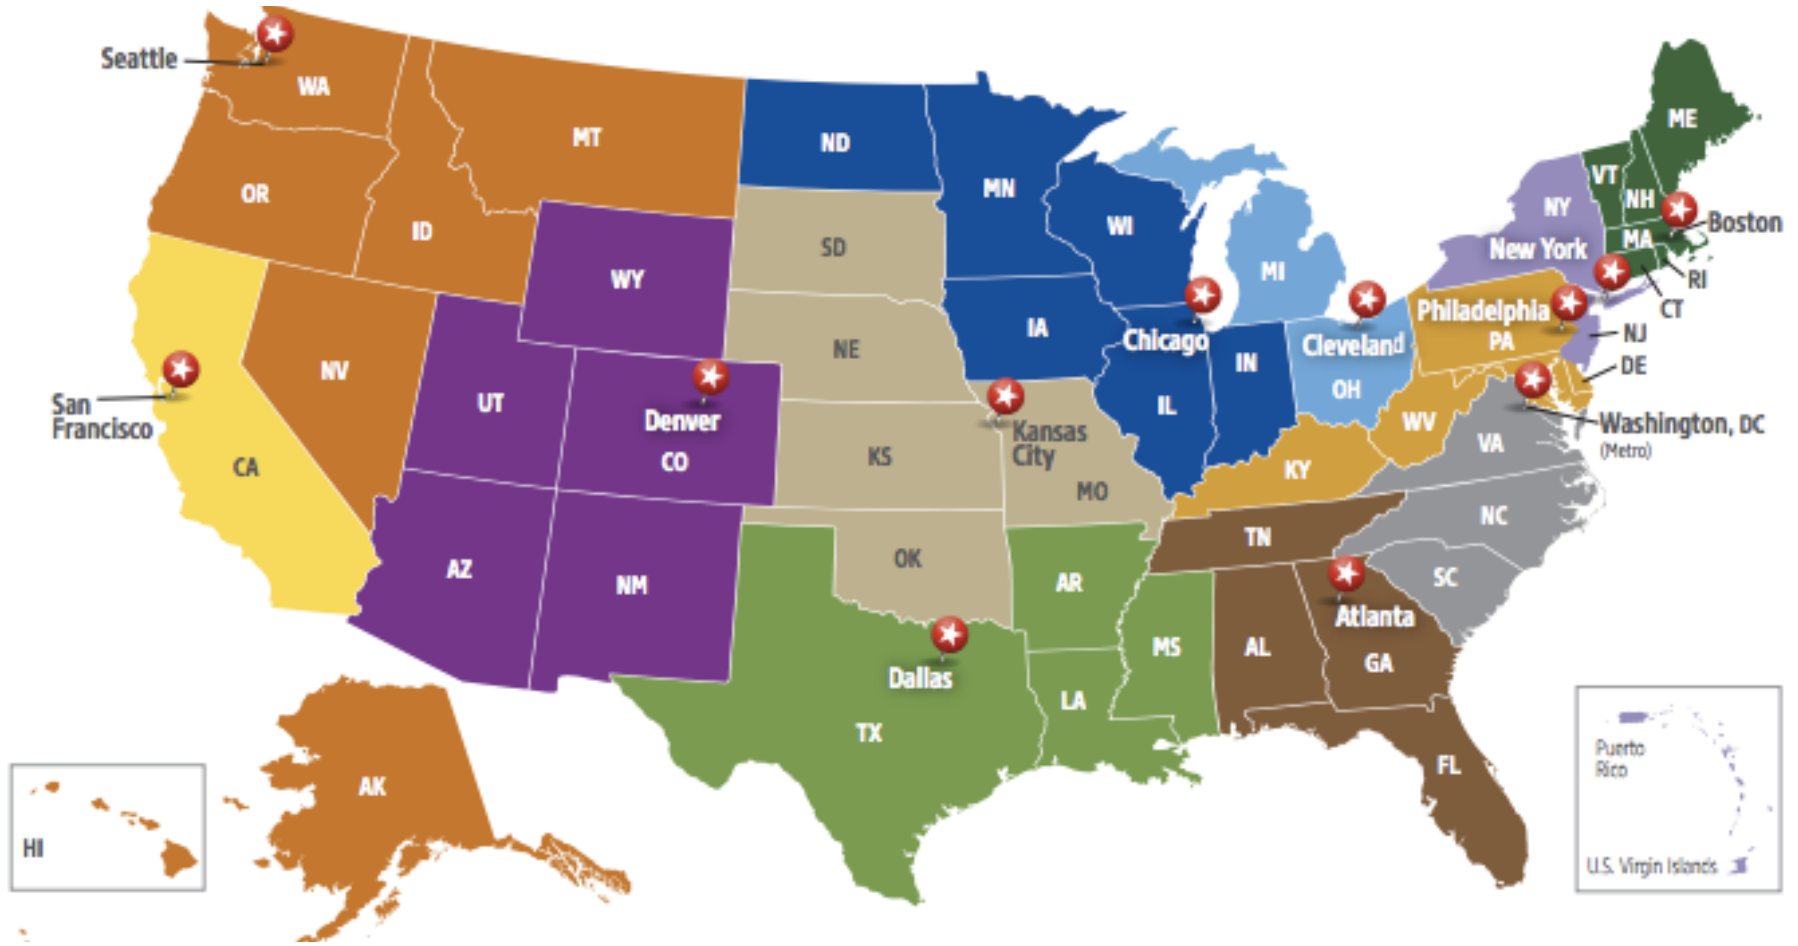 Seattle
WA
MT
ND
MN
OR
ID
WY
SD
WI
MI
ME
VT
NH
NY
New York
MA
Boston
RI
CT
NJ
DE
Philadelphia
PA
Cleveland
OH
Chicago
IA
IL
IN
NE
NV
UT
Denver
CO
San
Francisco
CA
KS
Kansas
City
MO
KY
WV
VA
Washington, DC
(Metro)
NC
SC
TN
AZ
NM
OK
AR
MS
AL
Atlanta
GA
Dallas
TX
LA
FL
AK
HI
Puerto
Rico
U.S. Virgin Islands